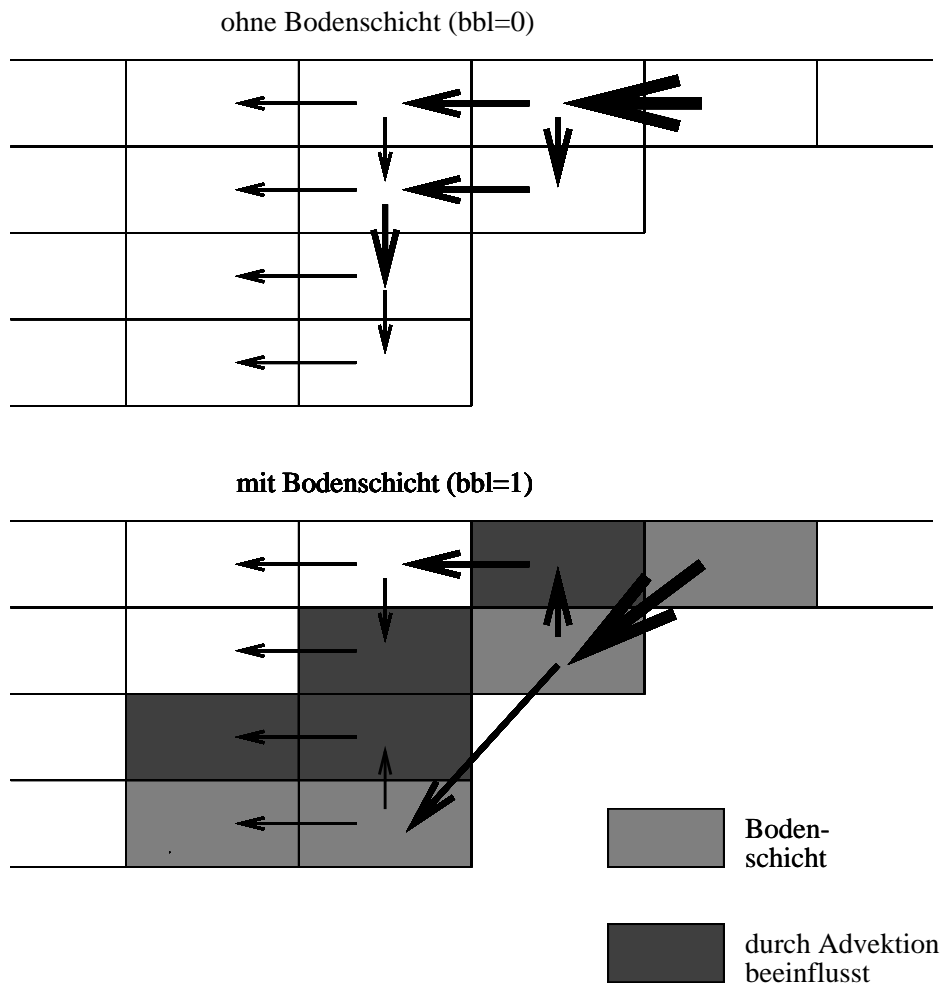 ohne Bodenschicht (bbl=0)
mit Bodenschicht (bbl=1)
Boden-
schicht
durch Advektion
beeinflusst